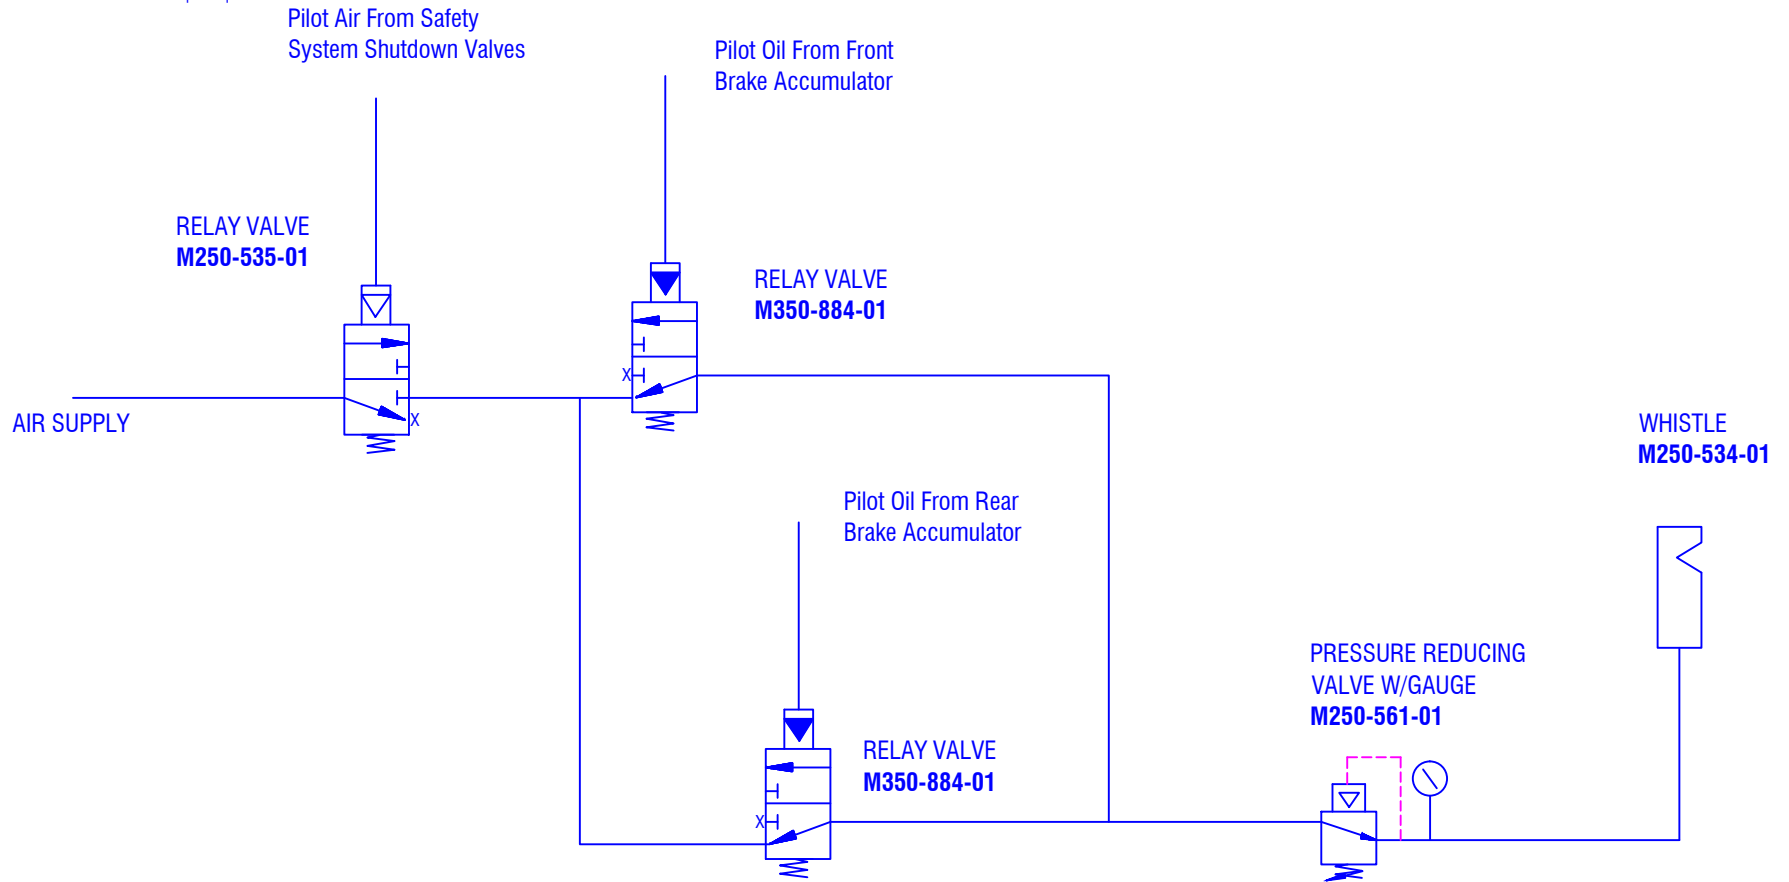 Pilot Air From Safety
System Shutdown Valves
Pilot Oil From Front
Brake Accumulator
RELAY VALVE
M250-535-01
RELAY VALVE
M350-884-01
X
X
AIR SUPPLY
WHISTLE
M250-534-01
Pilot Oil From Rear
Brake Accumulator
PRESSURE REDUCING
VALVE W/GAUGE
M250-561-01
RELAY VALVE
M350-884-01
X